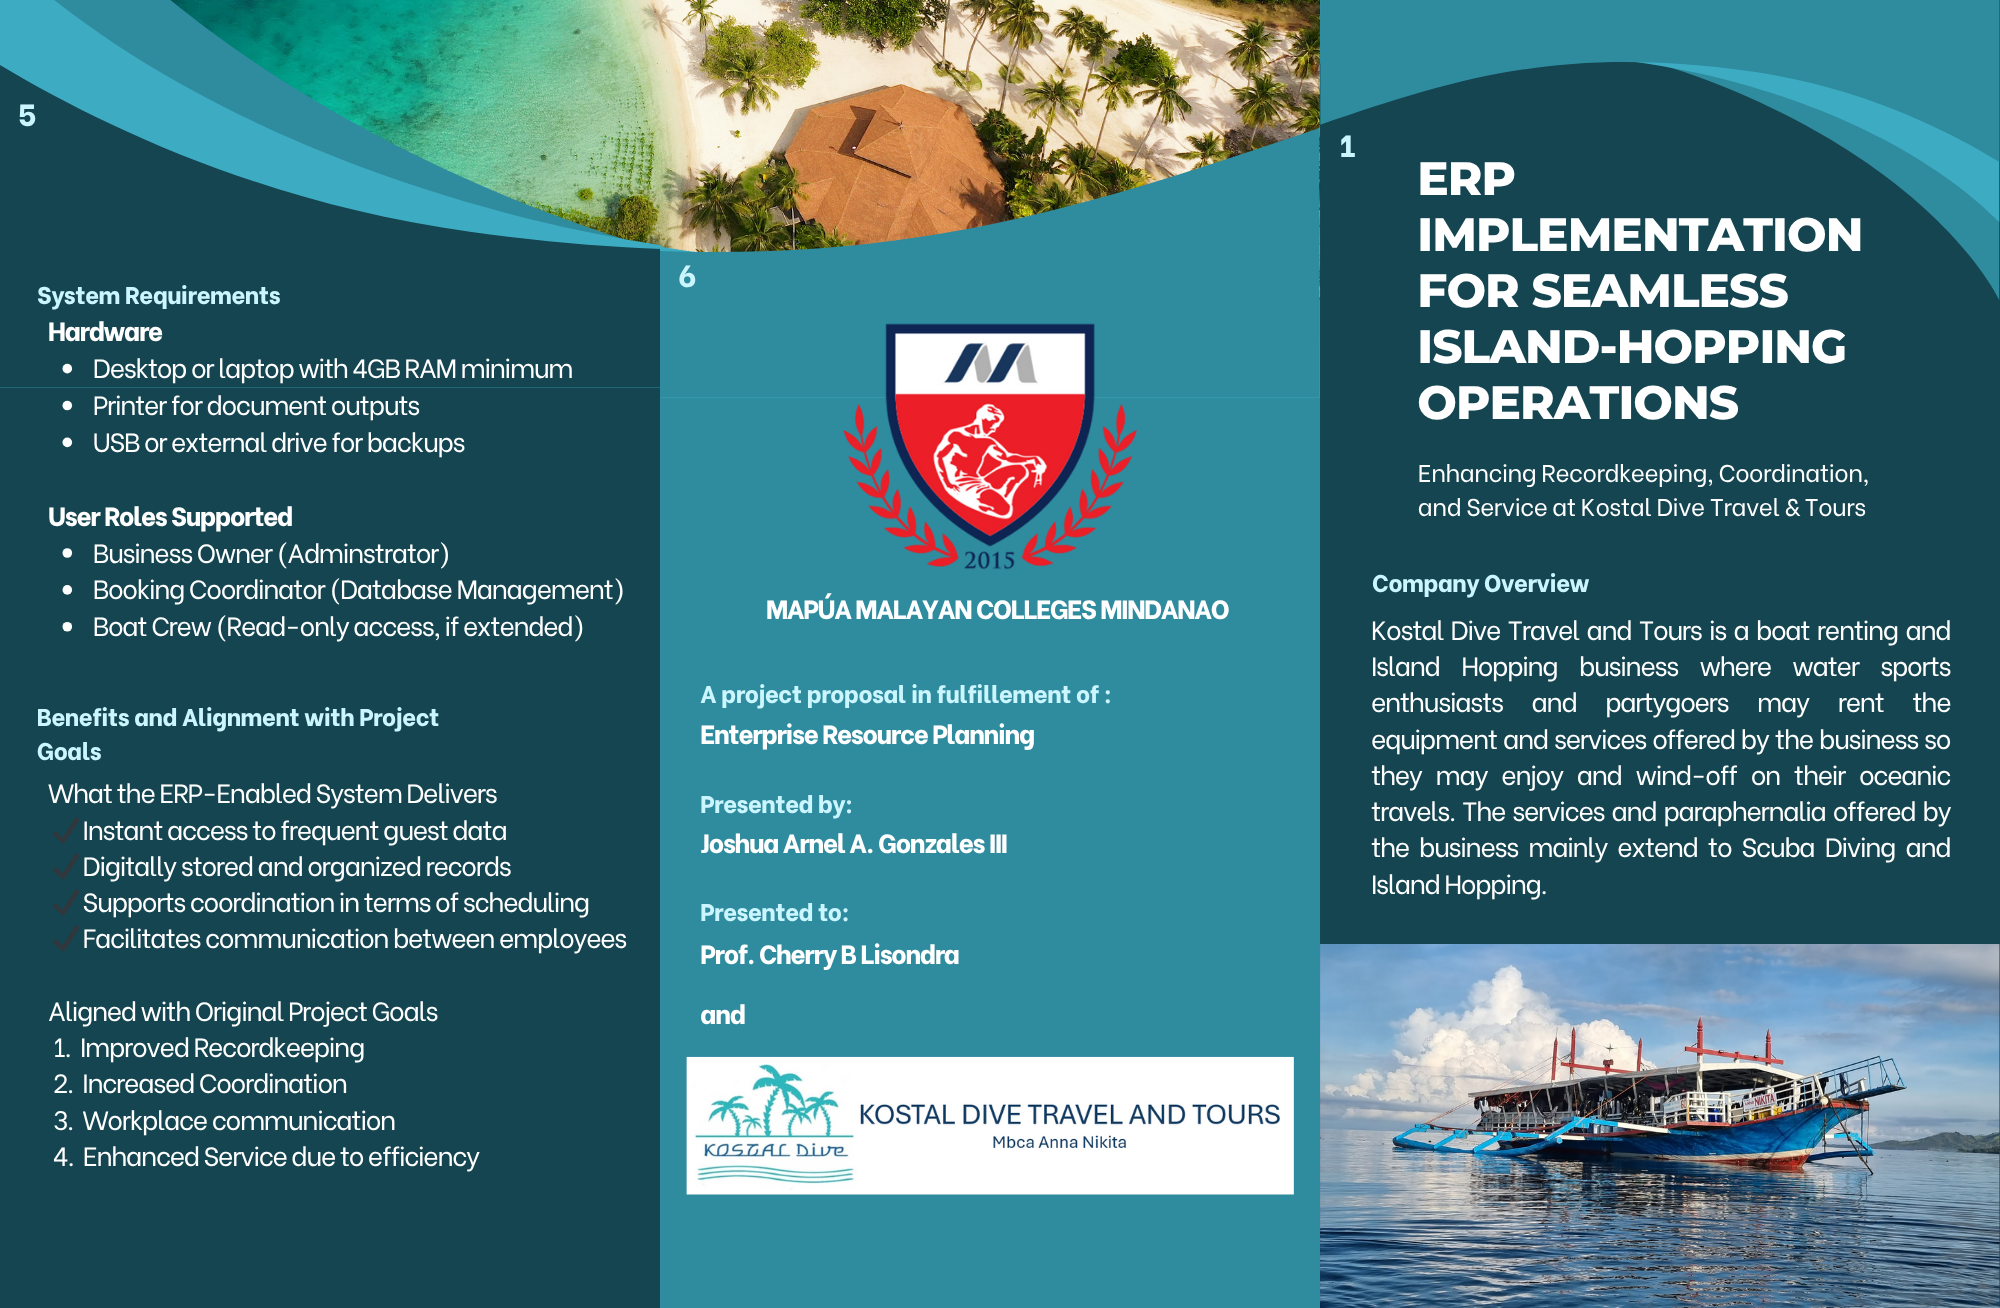 5
System Requirements
Hardware
Desktop or laptop with 4GB RAM minimum
Printer for document outputs
USB or external drive for backups
User Roles Supported
Business Owner (Adminstrator)
Booking Coordinator (Database Management)
Boat Crew (Read-only access, if extended)
Benefits and Alignment with Project
Goals
What the ERP-Enabled System Delivers
Instant access to frequent guest data
Digitally stored and organized records
Supports coordination in terms of scheduling
Facilitates communication between employees
Aligned with Original Project Goals
1. Improved Recordkeeping
2. Increased Coordination
3. Workplace communication
4. Enhanced Service due to efficiency
6
2015
MAPÚA MALAYAN COLLEGES MINDANAO
A project proposal in fulfillement of :
Enterprise Resource Planning
Presented by:
Joshua Arnel A. Gonzales III
Presented to:
Prof. Cherry B Lisondra
and
KOSTAL Dive
KOSTAL DIVE TRAVEL AND TOURS
Mbca Anna Nikita
1
ERP
IMPLEMENTATION
FOR SEAMLESS
ISLAND-HOPPING
OPERATIONS
Enhancing Recordkeeping, Coordination,
and Service at Kostal Dive Travel & Tours
Company Overview
Kostal Dive Travel and Tours is a boat renting and
Island Hopping business where water sports
enthusiasts and partygoers may rent the
equipment and services offered by the business so
they may enjoy and wind-off on their oceanic
travels. The services and paraphernalia offered by
the business mainly extend to Scuba Diving and
Island Hopping.
NIKITA